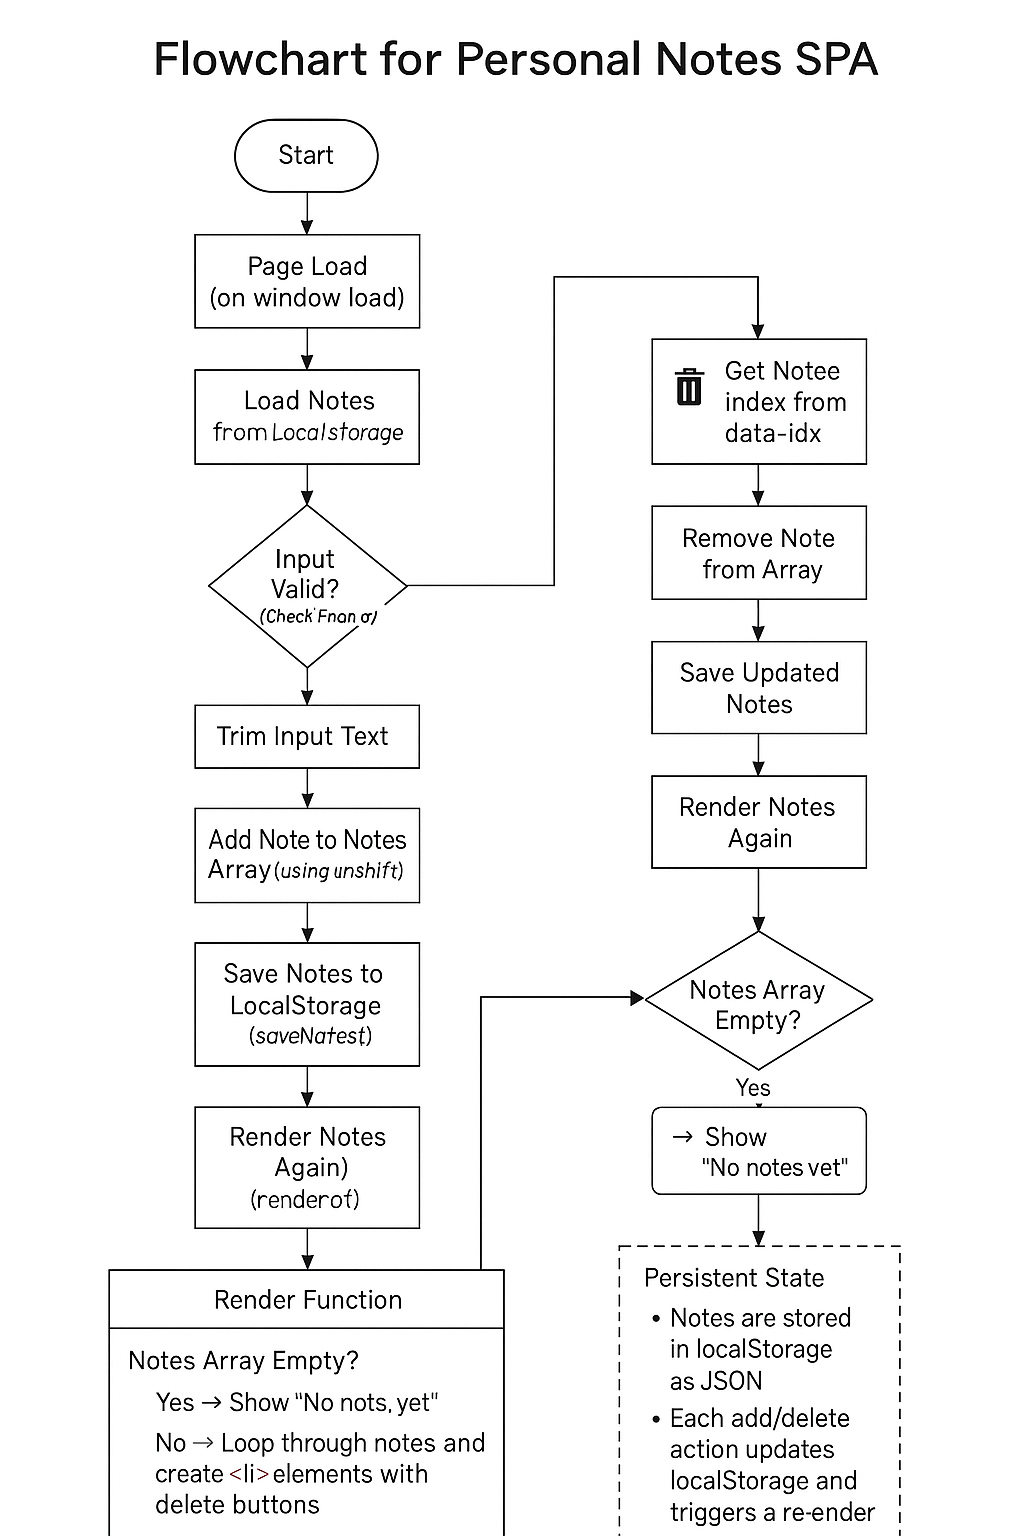 Flowchart for Personal Notes SPA
Start
Page Load
(on window load)
Load Notes
from Localstorage
Input
Valid?
(Check Fnan σ)
Trim Input Text
Add Note to Notes
Array (using unshift)
Save Notes to
LocalStorage
(saveNatest)
Render Notes
Again)
(renderot)
Render Function
Notes Array Empty?
Yes → Show "No nots, yet"
No → Loop through notes and
create <li> elements with
delete buttons
Get Notee
index from
data-idx
Remove Note
from Array
Save Updated
Notes
Render Notes
Again
Notes Array
Empty?
Yes
→ Show
"No notes vet"
Persistent State
• Notes are stored
in localStorage
as JSON
• Each add/delete
action updates
localStorage and
triggers a re-ender